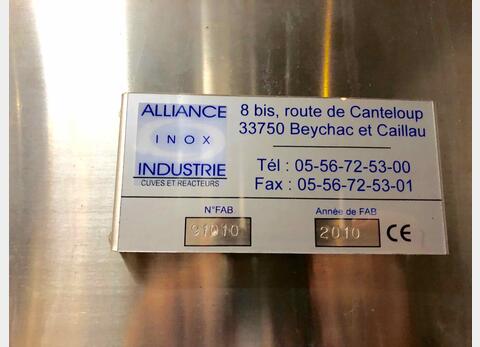 ALLIANCE
INOX
INDUSTRIE
CUVES ET REACTEURS
8 bis, route de Canteloup
33750 Beychac et Caillau
Tél : 05-56-72-53-00
Fax : 05-56-72-53-01
N°FAB
Année de FAB
2010
CE